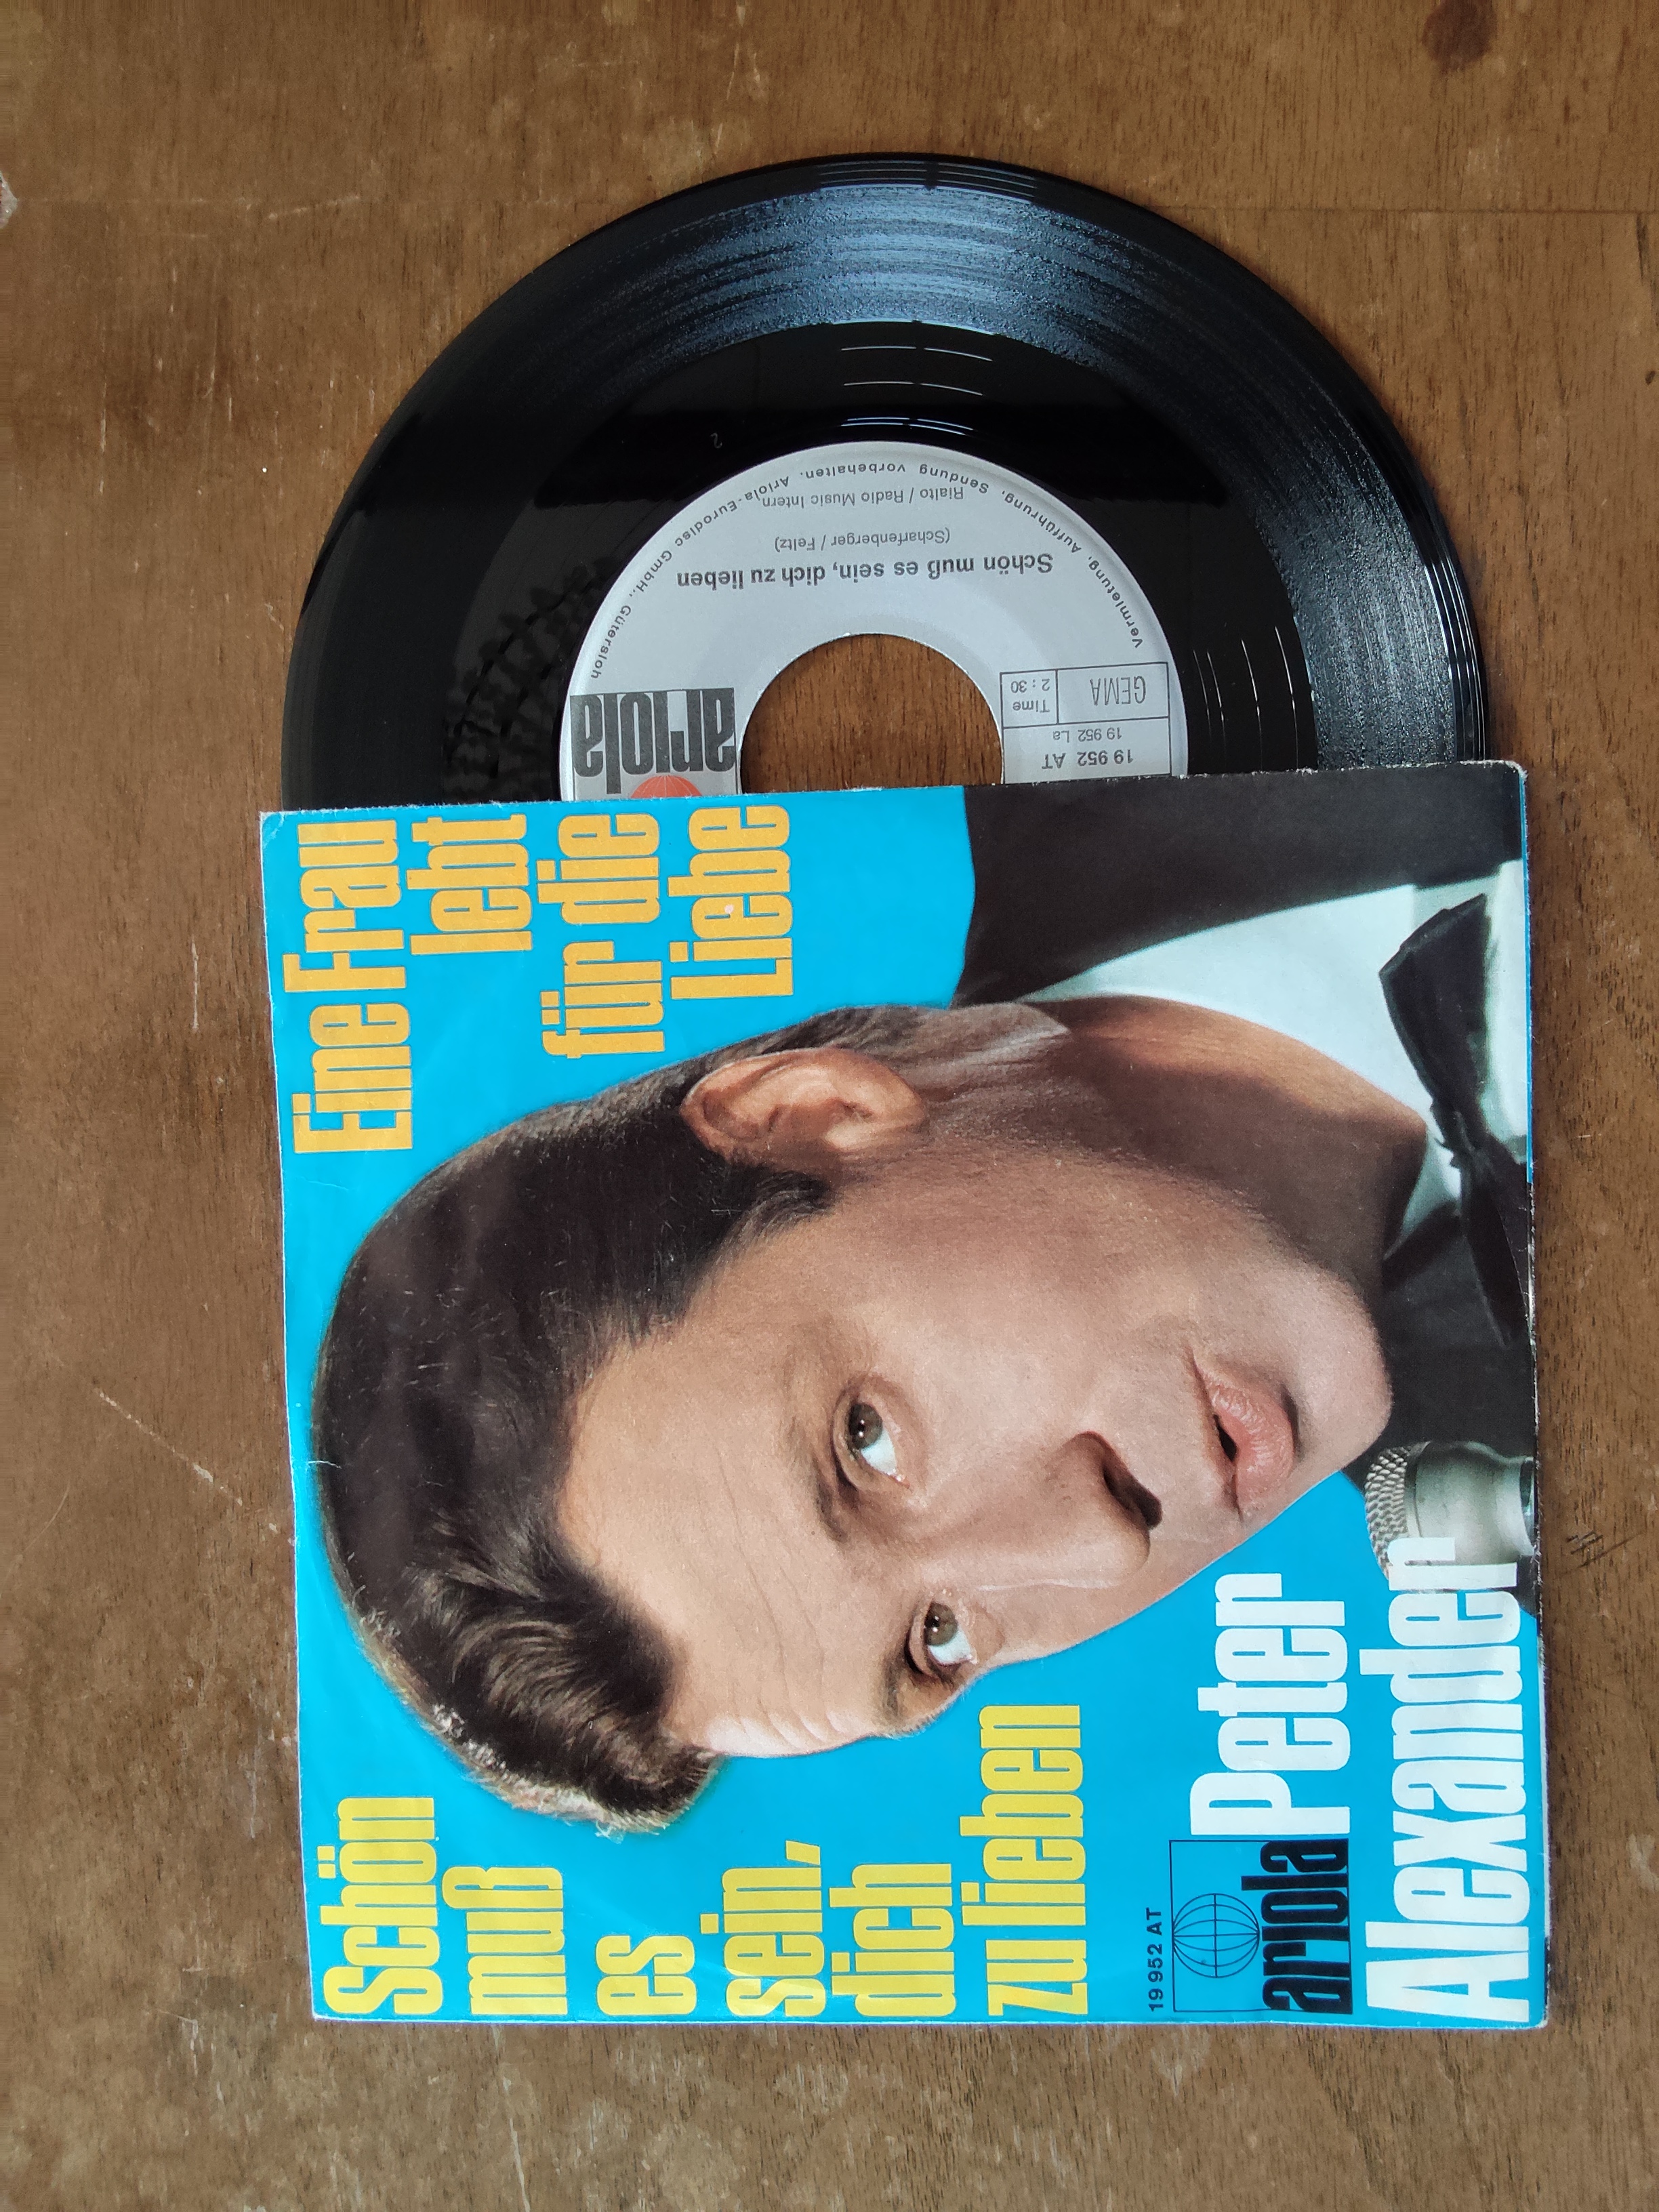 Schön
muß
es
sein,
dich
zu lieben
Eine Frau
lebt
für die
Liebe
19 952 AT
ariola
Peter
Alexander
ariola
19 952 AT
19 952 La
GEMA
Time
2:30
Schön muß es sein, dich zu lieben
(Scharfenberger / Feltz)
Rialto / Radio Music Intern
Vermietung, Aufführung, Sendung vorbehalten. Ariola-Eurodisc GmbH., Gütersloh
2